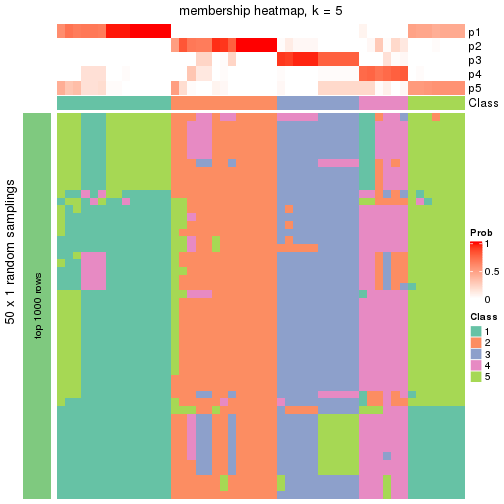 membership heatmap, k = 5
p1
p2
p3
p4
p5
Class
50 x 1 random samplings
top 1000 rows
Prob
1
0.5
0
Class
1
2
3
4
5